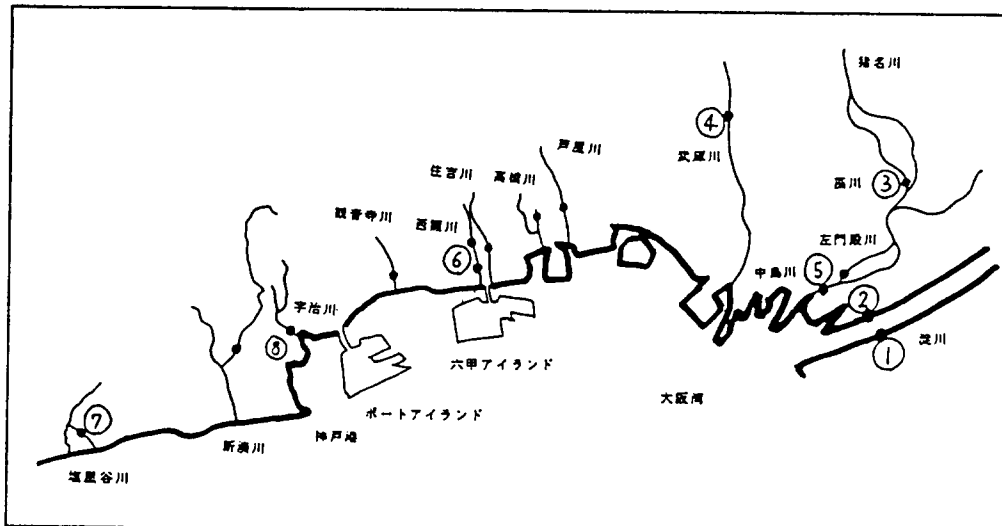 猪名川
④
芦屋川
武庫川
住吉川
高橋川
③
藻川
観音寺川
西郷川
左門殿川
⑥
中島川
⑤
宇治川
②
⑧
淀川
①
六甲アイランド
大阪湾
ポートアイランド
⑦
神戸港
新湊川
塩屋谷川